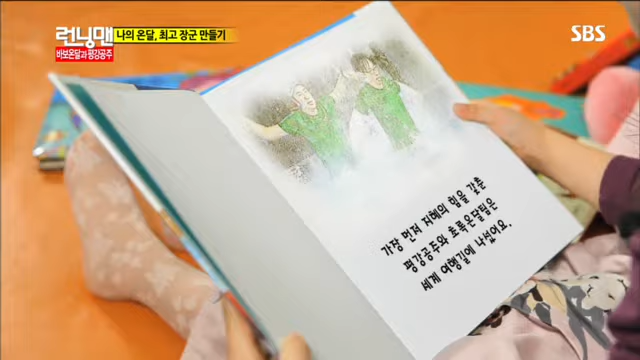 런닝맨
바보온달과 평강공주
나의 온달, 최고 장군 만들기
SBS
가장 먼저 지혜의 힘을 갖춘
평강공주와 초록온달팀은
세계 여행길에 나섰어요.